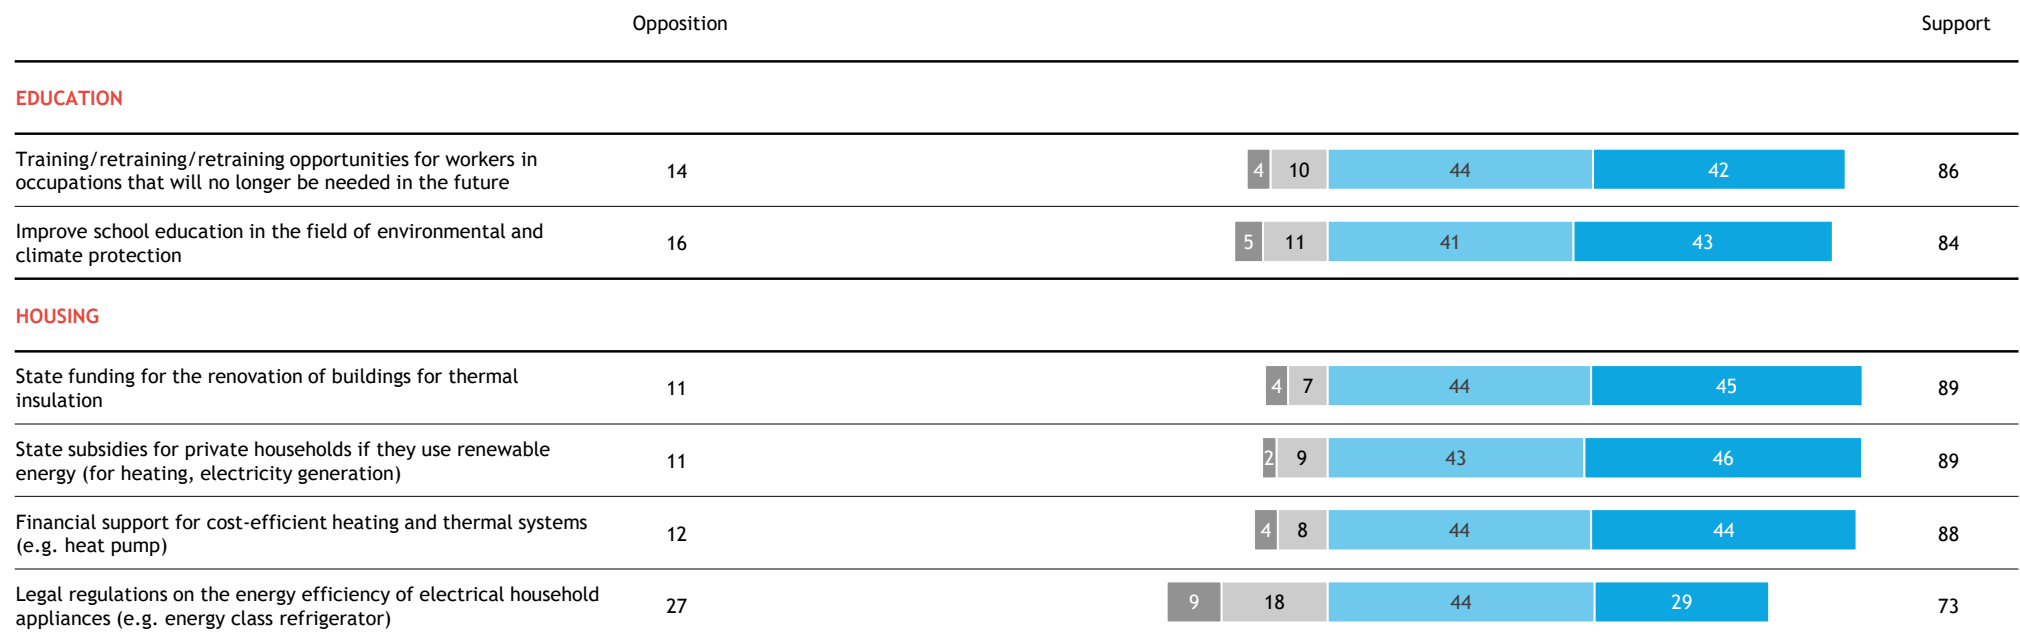 Opposition Support
EDUCATION
Training/retraining/retraining opportunities for workers in
occupations that will no longer be needed in the future
14 4 10 44 42 86
Improve school education in the field of environmental and
climate protection
16 5 11 41 43 84
HOUSING
State funding for the renovation of buildings for thermal
insulation
11 4 7 44 45 89
State subsidies for private households if they use renewable
energy (for heating, electricity generation)
11 2 9 43 46 89
Financial support for cost-efficient heating and thermal systems
(e.g. heat pump)
12 4 8 44 44 88
Legal regulations on the energy efficiency of electrical household
appliances (e.g. energy class refrigerator)
27 9 18 44 29 73